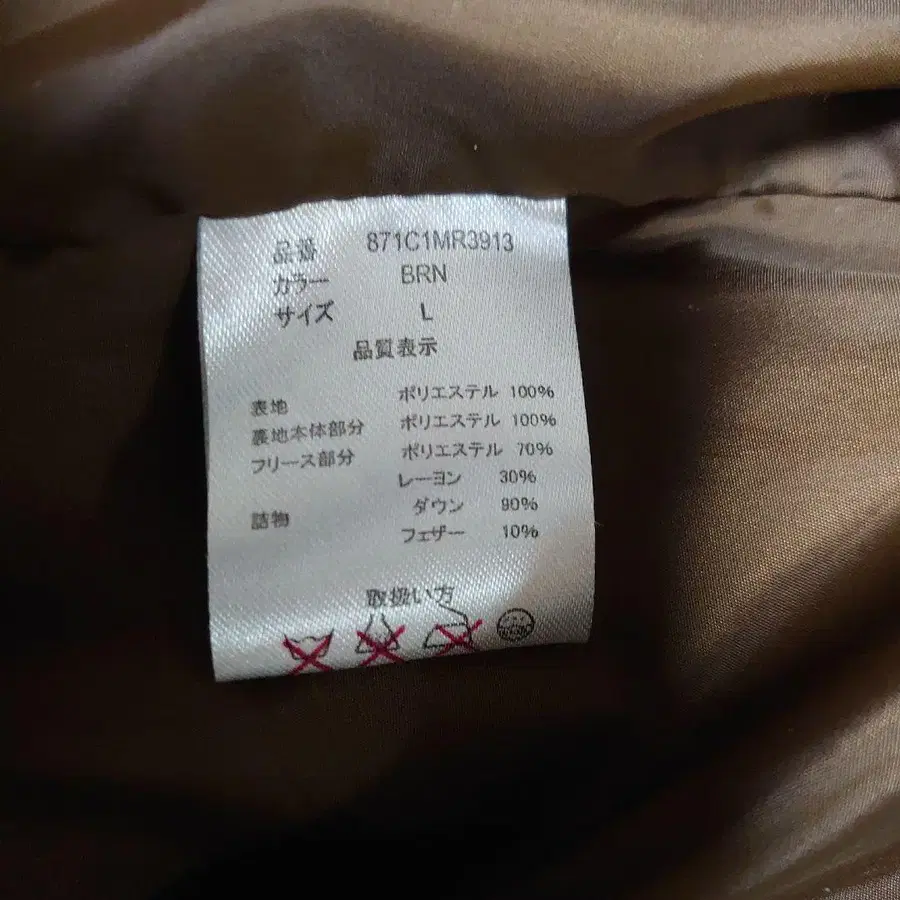 品番 871C1MR3913
カラー BRN
サイズ L
品質表示
表地 ポリエステル 100%
裏地本体部分 ポリエステル 100%
フリース部分 ポリエステル 70%
レーヨン 30%
詰物 ダウン 90%
フェザー 10%
取扱い方